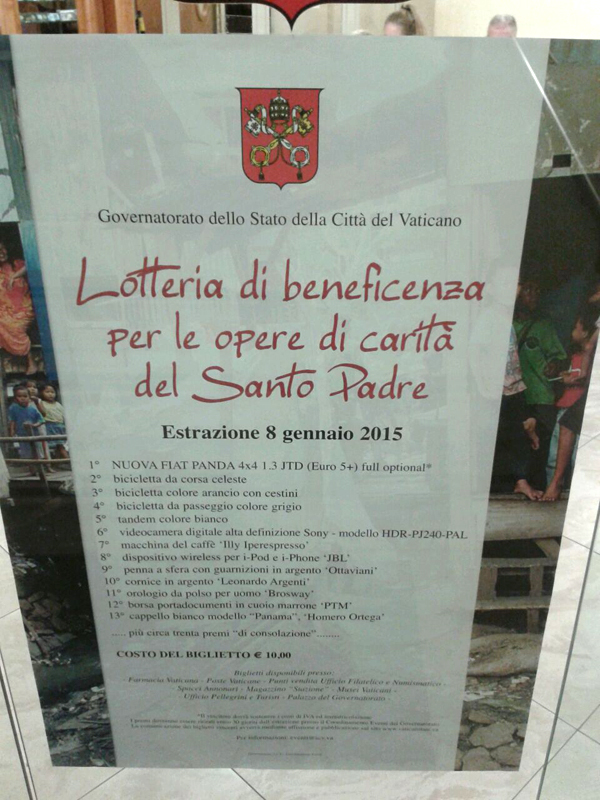 Governatorato dello Stato della Città del Vaticano
Lotteria di beneficenza
per le opere di carità
del Santo Padre
Estrazione 8 gennaio 2015
1° NUOVA FIAT PANDA 4x4 1.3 JTD (Euro 5+) full optional*
2° bicicletta da corsa celeste
3° bicicletta colore arancio con cestini
4° bicicletta da passeggio colore grigio
5° tandem colore bianco
6° videocamera digitale alta definizione Sony - modello HDR-PJ240-PAL
7° macchina del caffè 'Illy Iperespresso'
8° dispositivo wireless per i-Pod e i-Phone 'JBL'
9° penna a sfera con guarnizioni in argento 'Ottaviani'
10° cornice in argento 'Leonardo Argenti'
11° orologio da polso per uomo 'Brosway'
12° borsa portadocumenti in cuoio marrone 'PTM'
13° cappello bianco modello "Panama", 'Homero Ortega'
..... più circa trenta premi "di consolazione"........
COSTO DEL BIGLIETTO € 10,00
Biglietti disponibili presso:
- Farmacia Vaticana - Poste Vaticane - Punti vendita Ufficio Filatelico e Numismatico -
- Spacci Annonari - Magazzino "Stazione" - Musei Vaticani -
- Ufficio Pellegrini e Turisti - Palazzo del Governatorato -